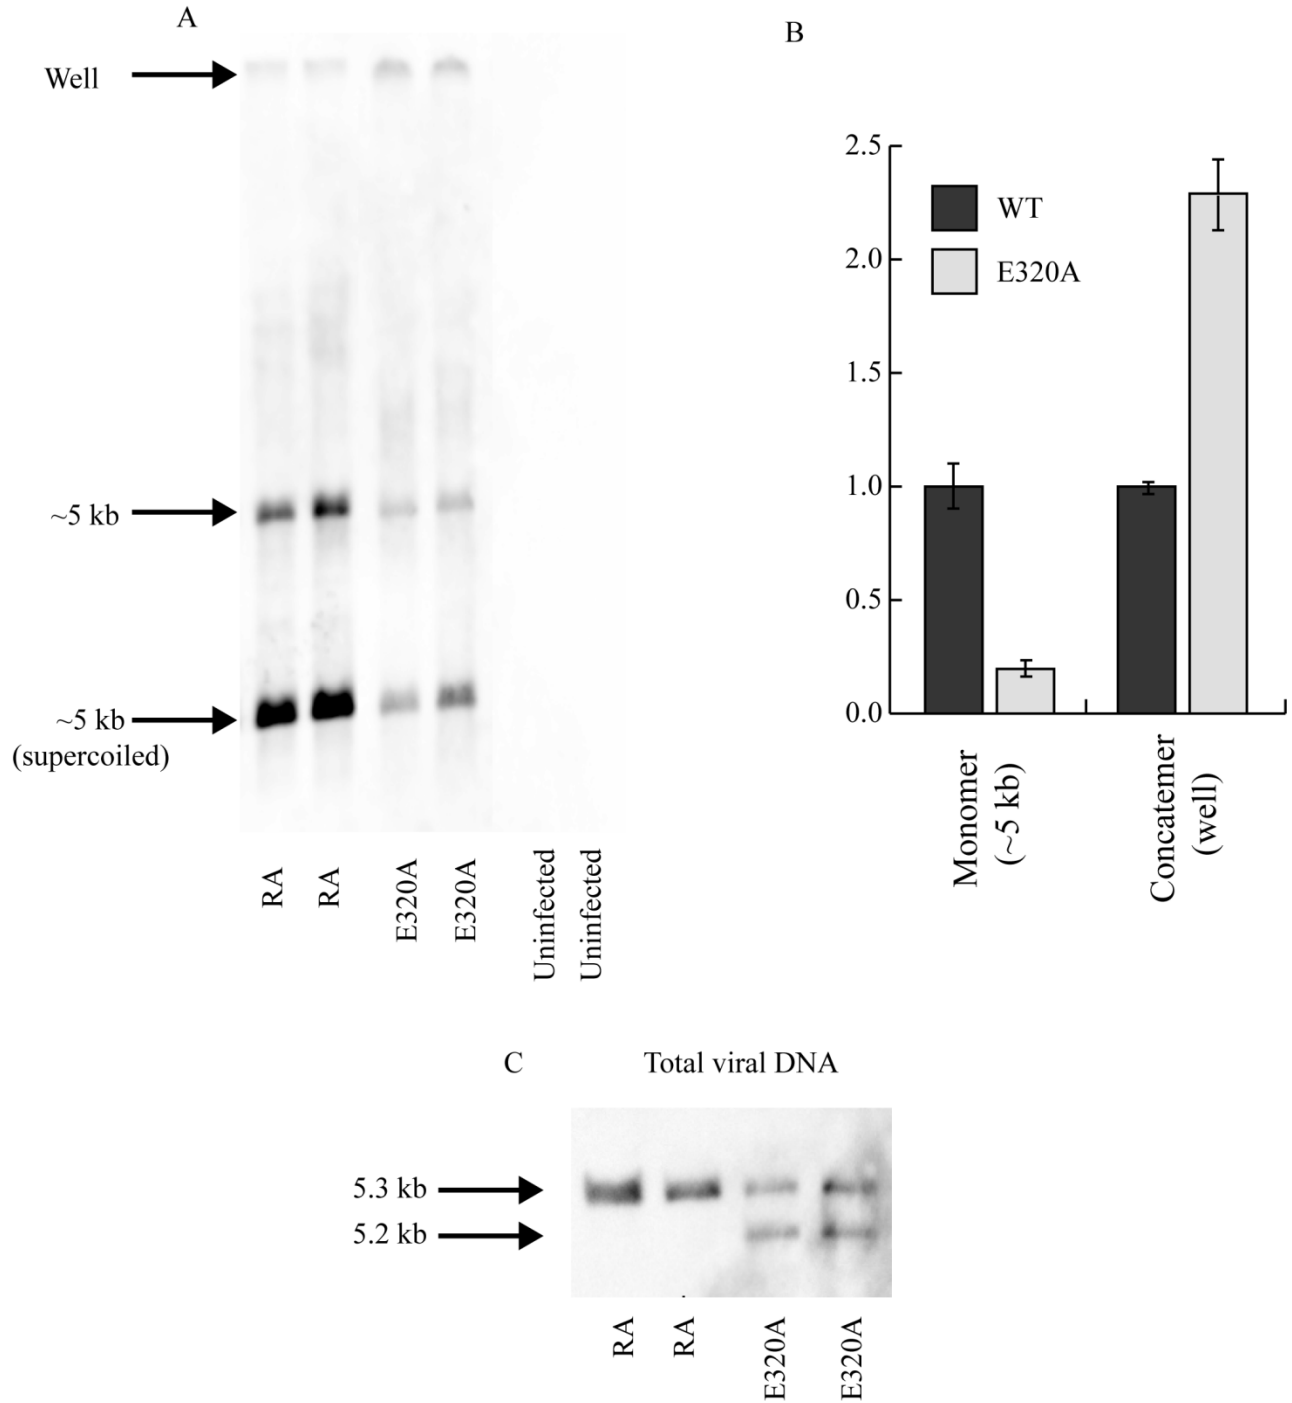 A
Well
~5 kb
~5 kb
(supercoiled)
RA
RA
E320A
E320A
Uninfected
Uninfected
B
2.5
2.0
1.5
1.0
0.5
0.0
WT
E320A
Monomer
(~5 kb)
Concatemer
(well)
C
Total viral DNA
5.3 kb
5.2 kb
RA
RA
E320A
E320A